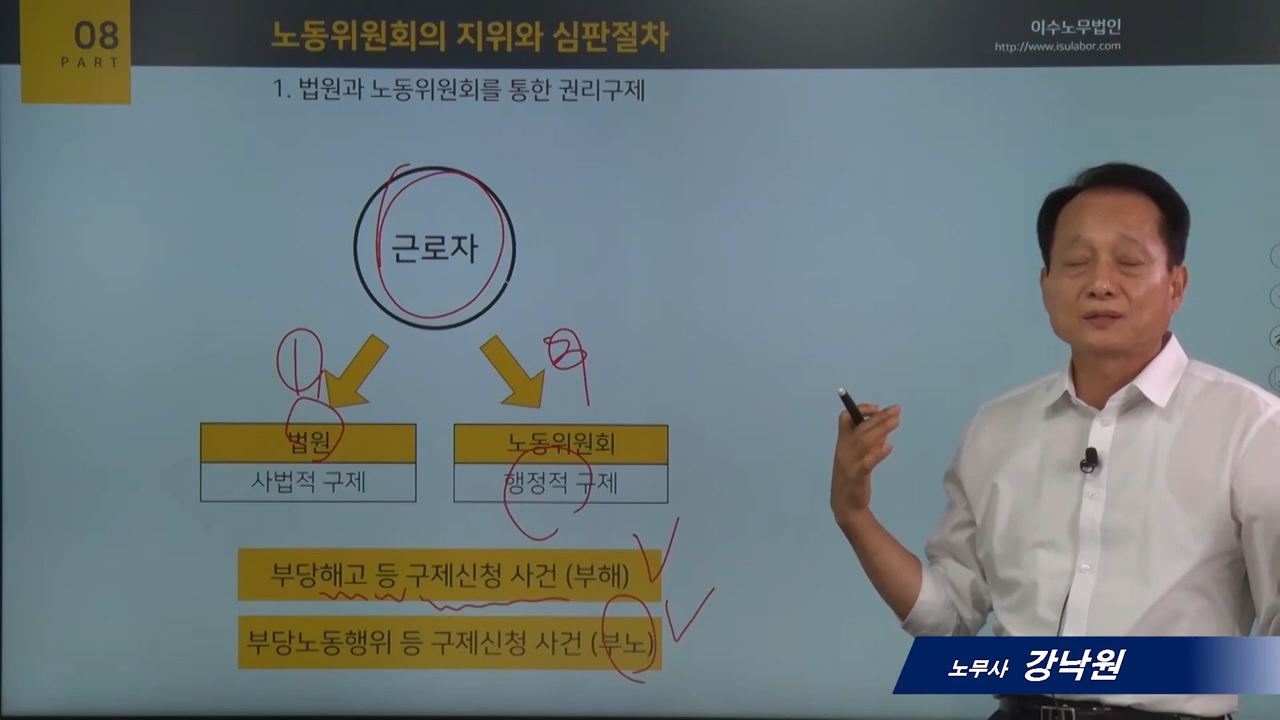 08
PART
노동위원회의 지위와 심판절차
이수노무법인
http://www.isulabor.com
1. 법원과 노동위원회를 통한 권리구제
근로자
1
2
법원
노동위원회
사법적 구제
행정적 구제
부당해고 등 구제신청 사건 (부해)
부당노동행위 등 구제신청 사건 (부노)
노무사 강낙원